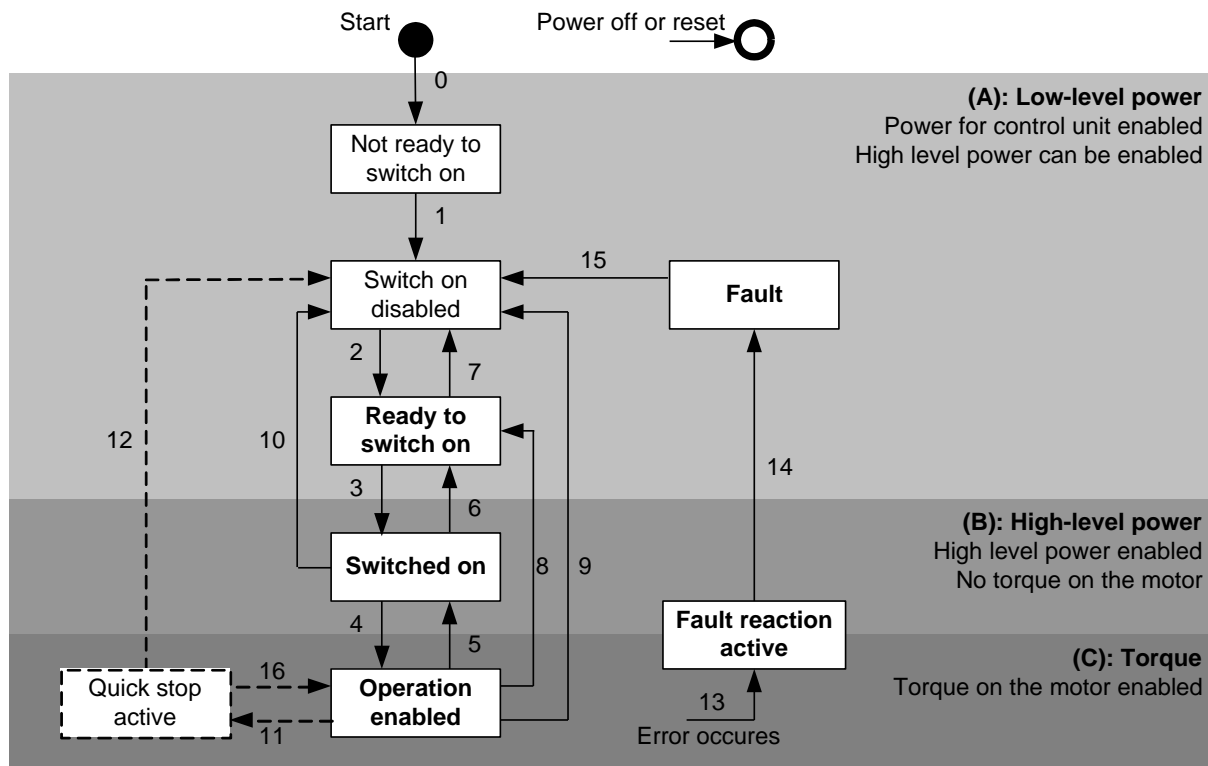 Start
Power off or reset
0
(A): Low-level power
Power for control unit enabled
High level power can be enabled
Not ready to
switch on
1
15
Switch on
disabled
Fault
2
7
Ready to
switch on
12
10
14
3
6
(B): High-level power
High level power enabled
No torque on the motor
Switched on
8
9
4
5
Fault reaction
active
(C): Torque
Torque on the motor enabled
Quick stop
active
16
11
Operation
enabled
13
Error occures